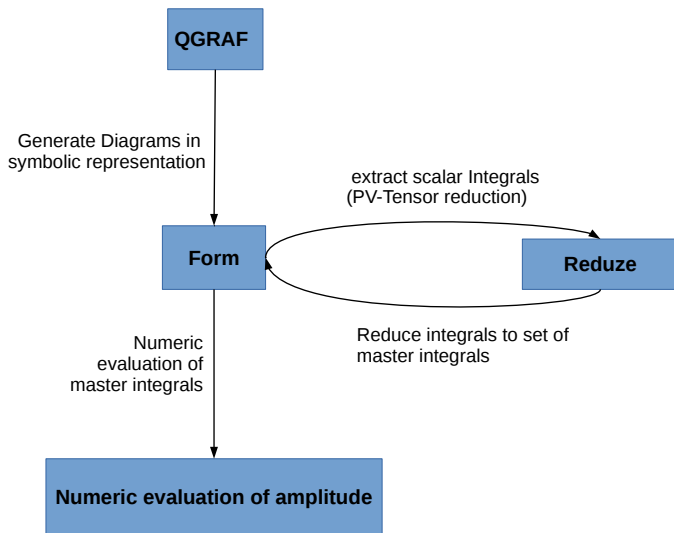 QGRAF
Generate Diagrams in
symbolic representation
extract scalar Integrals
(PV-Tensor reduction)
Form
Reduze
Numeric
evaluation of
master integrals
Reduce integrals to set of
master integrals
Numeric evaluation of amplitude